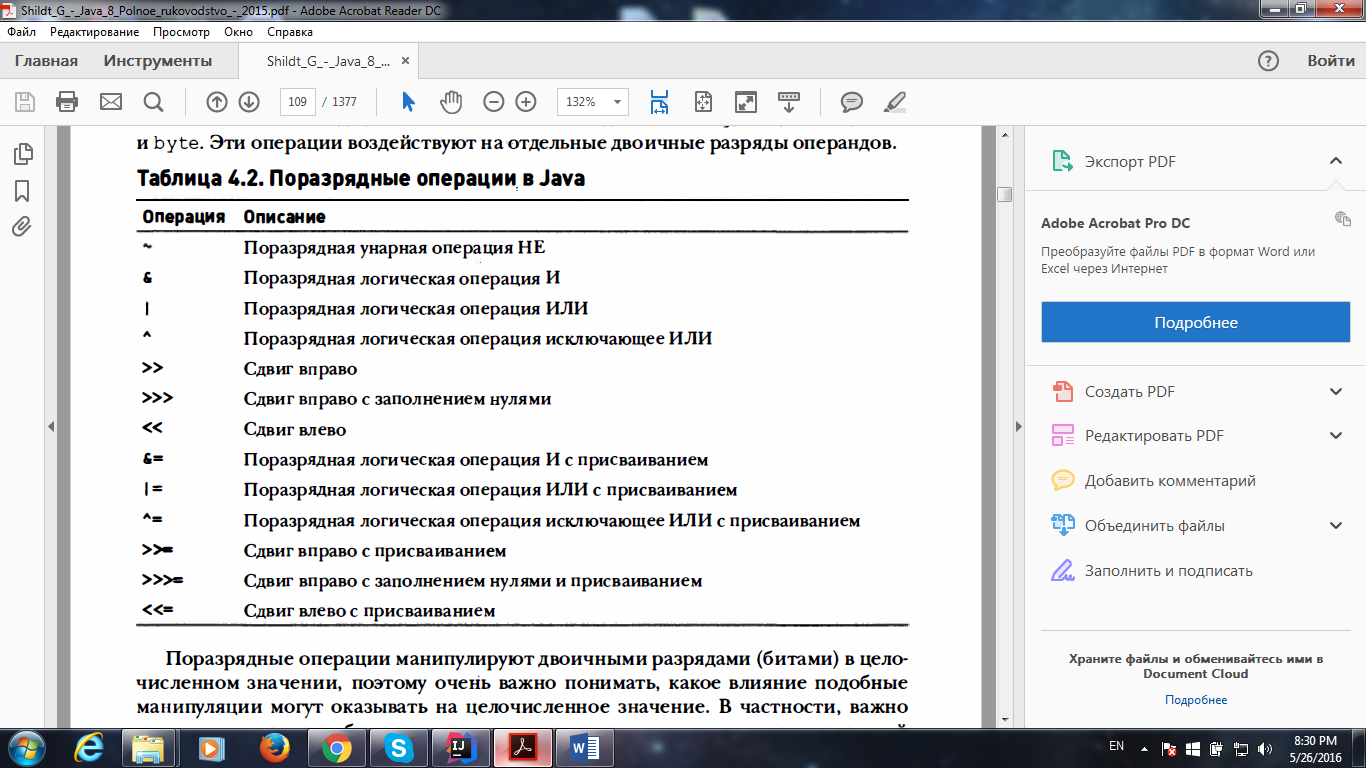 Shildt_G_-_Java_8_Polnoe_rukovodstvo_-_2015.pdf - Adobe Acrobat Reader DC
Файл Редактирование Просмотр Окно Справка
Главная Инструменты Shildt_G_-_Java_8_... × Войти
109 / 1377 132%
и byte. Эти операции воздействуют на отдельные двоичные разряды операндов.
Таблица 4.2. Поразрядные операции в Java
Операция Описание
~ Поразрядная унарная операция НЕ
& Поразрядная логическая операция И
| Поразрядная логическая операция ИЛИ
^ Поразрядная логическая операция исключающее ИЛИ
>> Сдвиг вправо
>>> Сдвиг вправо с заполнением нулями
<< Сдвиг влево
&= Поразрядная логическая операция И с присваиванием
|= Поразрядная логическая операция ИЛИ с присваиванием
^= Поразрядная логическая операция исключающее ИЛИ с присваиванием
>>= Сдвиг вправо с присваиванием
>>>= Сдвиг вправо с заполнением нулями и присваиванием
<<= Сдвиг влево с присваиванием
Поразрядные операции манипулируют двоичными разрядами (битами) в цело-
численном значении, поэтому очень важно понимать, какое влияние подобные
манипуляции могут оказывать на целочисленное значение. В частности, важно
Экспорт PDF
Adobe Acrobat Pro DC
Преобразуйте файлы PDF в формат Word или
Excel через Интернет
Подробнее
Создать PDF
Редактировать PDF
Добавить комментарий
Объединить файлы
Заполнить и подписать
Храните файлы и обменивайтесь ими в
Document Cloud
Подробнее
EN 8:30 PM
5/26/2016